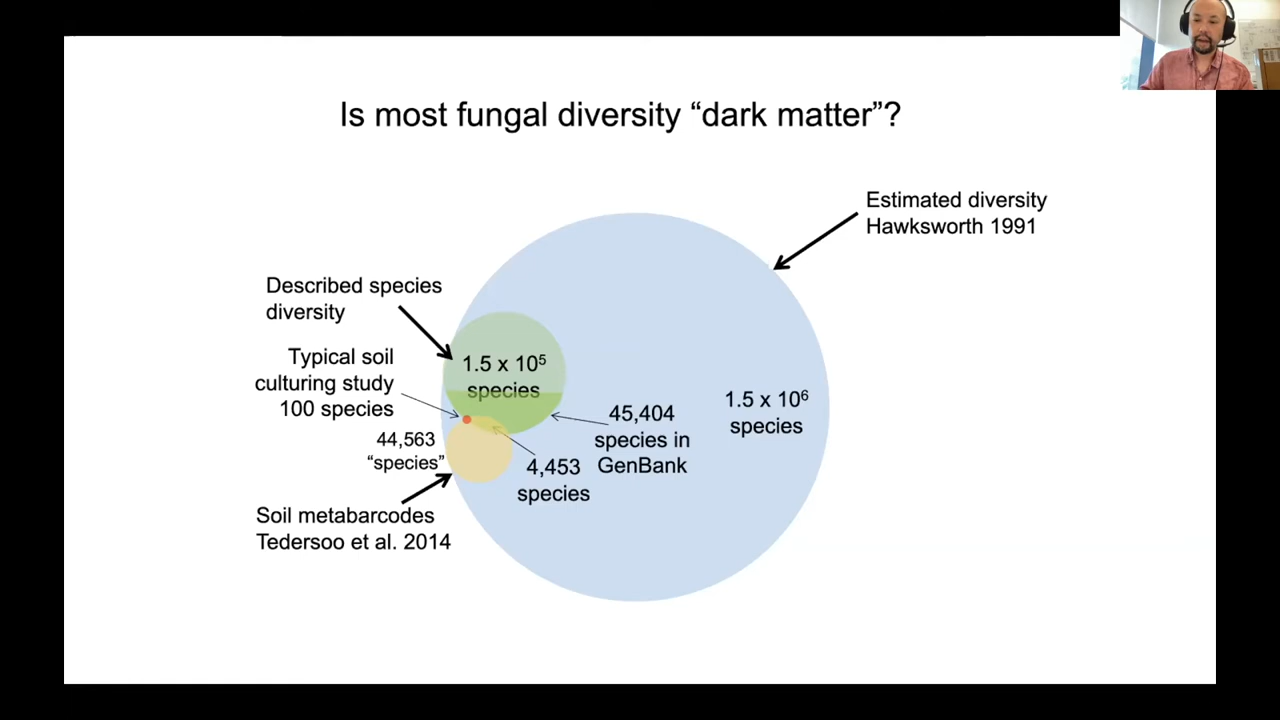 Is most fungal diversity “dark matter”?
Estimated diversity
Hawksworth 1991
Described species
diversity
1.5 x 10⁵
species
Typical soil
culturing study
100 species
1.5 x 10⁶
species
45,404
species in
GenBank
44,563
“species”
4,453
species
Soil metabarcodes
Tedersoo et al. 2014